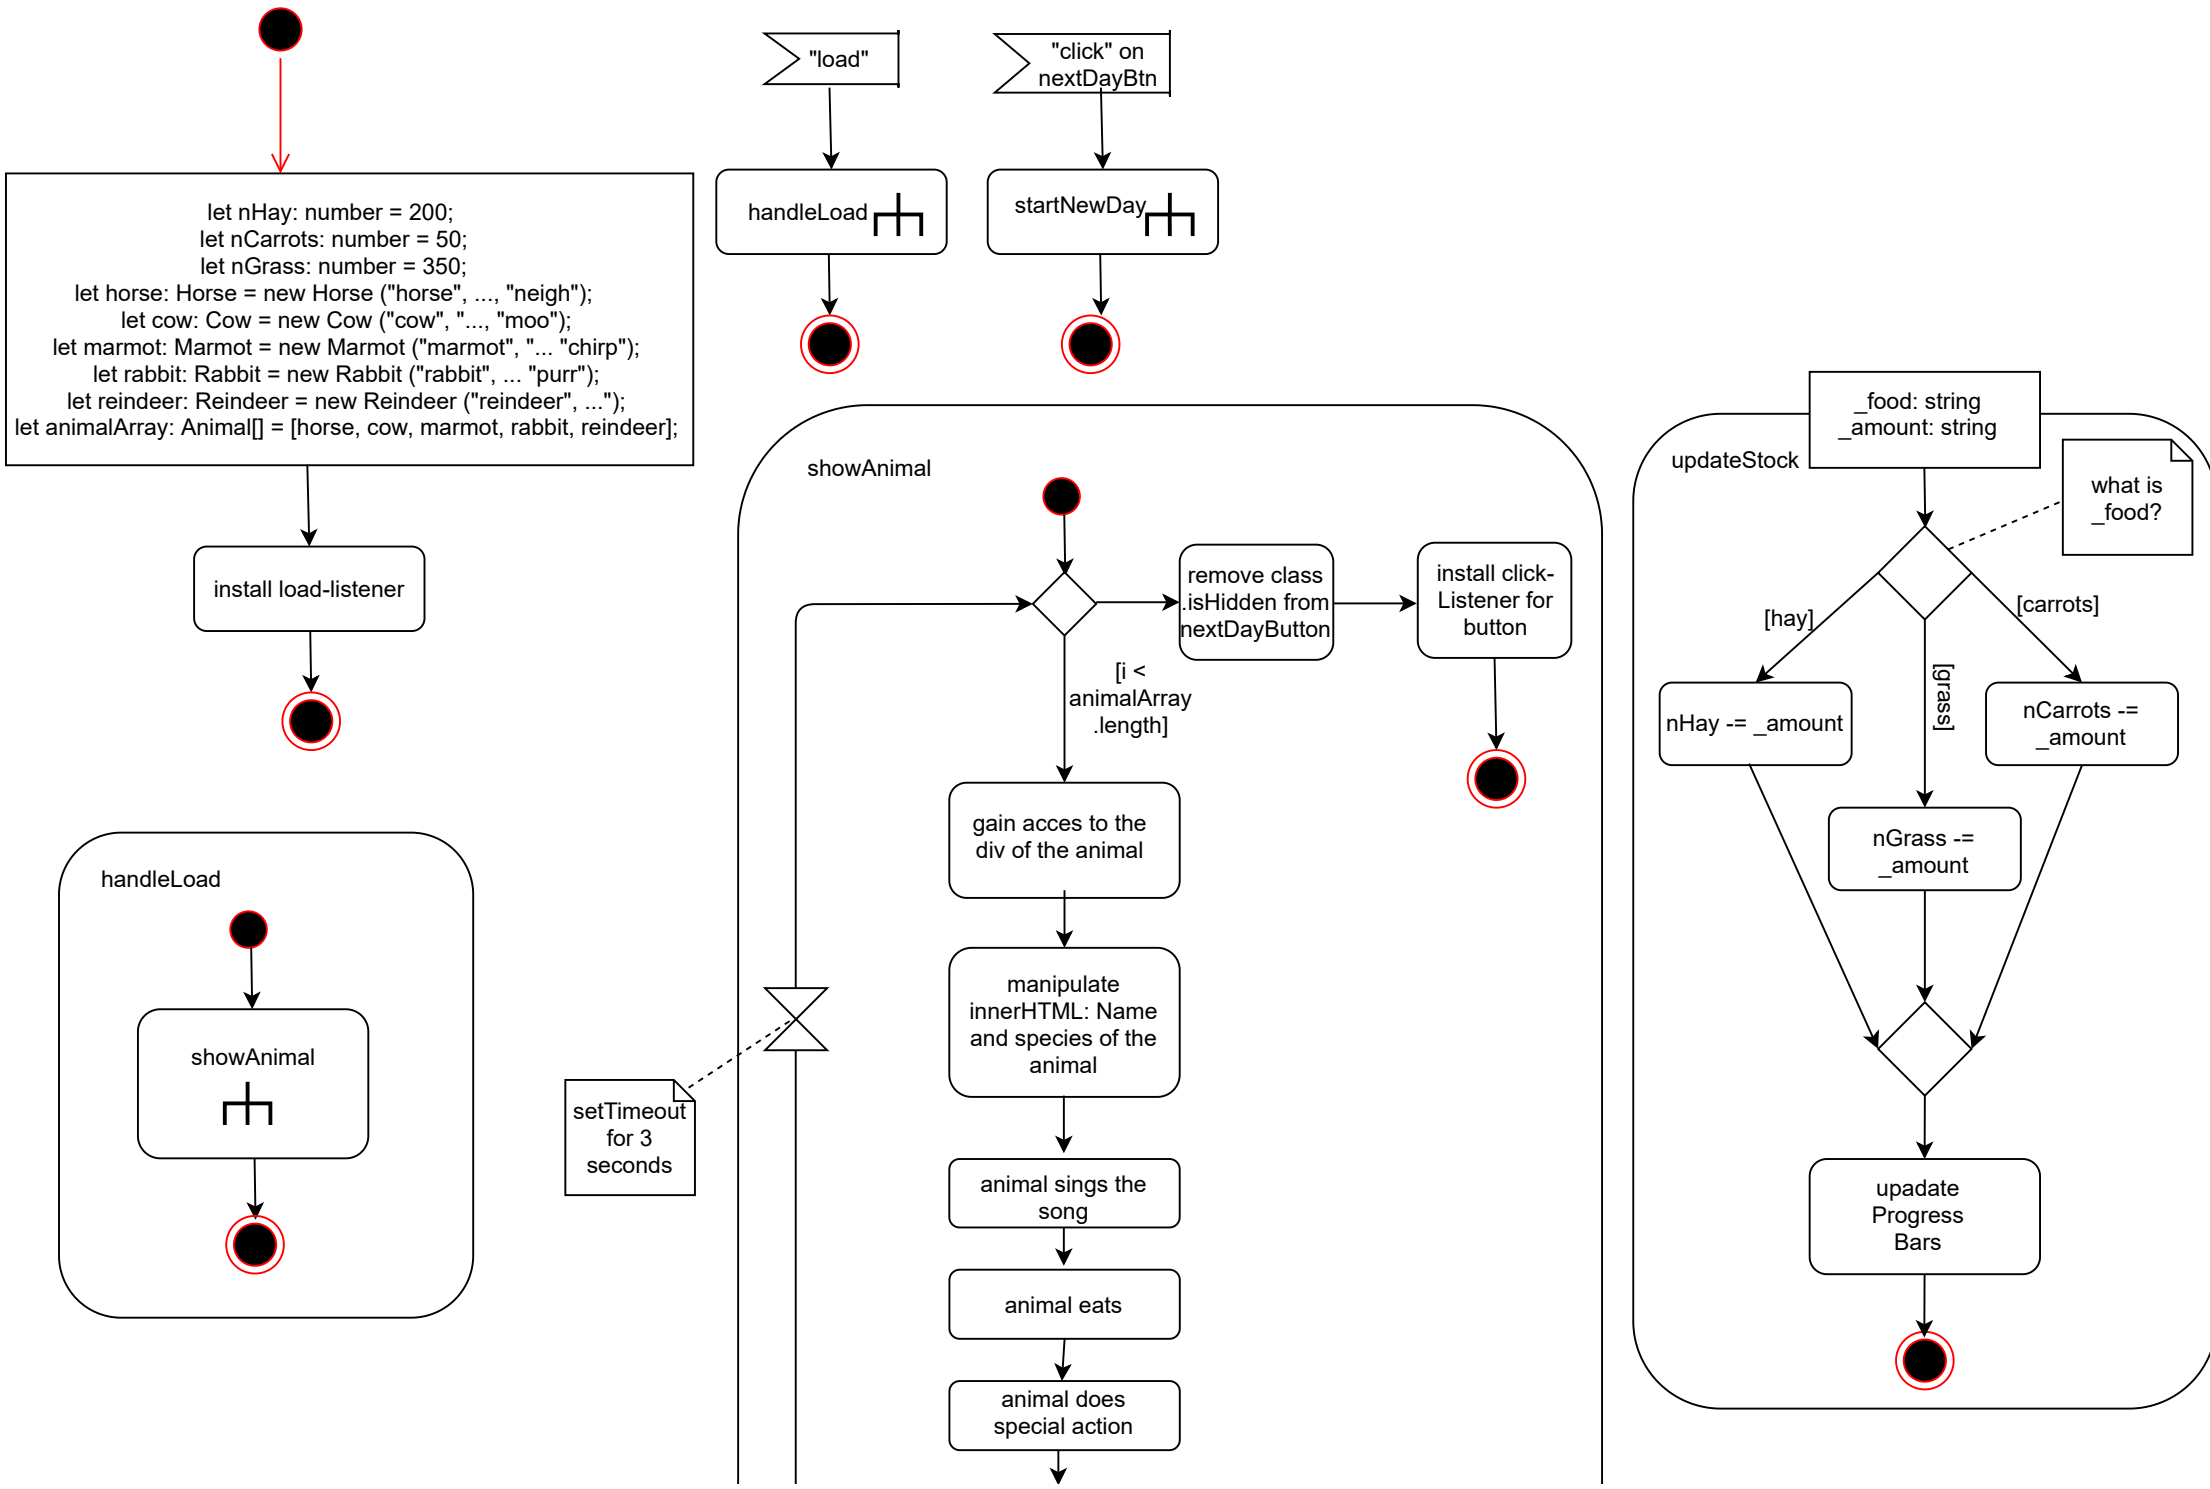 "load"
"click" on
nextDayBtn
let nHay: number = 200;
let nCarrots: number = 50;
let nGrass: number = 350;
let horse: Horse = new Horse ("horse", ..., "neigh");
let cow: Cow = new Cow ("cow", "..., "moo");
let marmot: Marmot = new Marmot ("marmot", "... "chirp");
let rabbit: Rabbit = new Rabbit ("rabbit", ... "purr");
let reindeer: Reindeer = new Reindeer ("reindeer", ...");
let animalArray: Animal[] = [horse, cow, marmot, rabbit, reindeer];
handleLoad
startNewDay
install load-listener
handleLoad
showAnimal
setTimeout
for 3
seconds
showAnimal
remove class
.isHidden from
nextDayButton
install click-
Listener for
button
[i <
animalArray
.length]
gain acces to the
div of the animal
manipulate
innerHTML: Name
and species of the
animal
animal sings the
song
animal eats
animal does
special action
_food: string
_amount: string
updateStock
what is
_food?
[hay]
[carrots]
[grass]
nHay -= _amount
nCarrots -=
_amount
nGrass -=
_amount
upadate
Progress
Bars